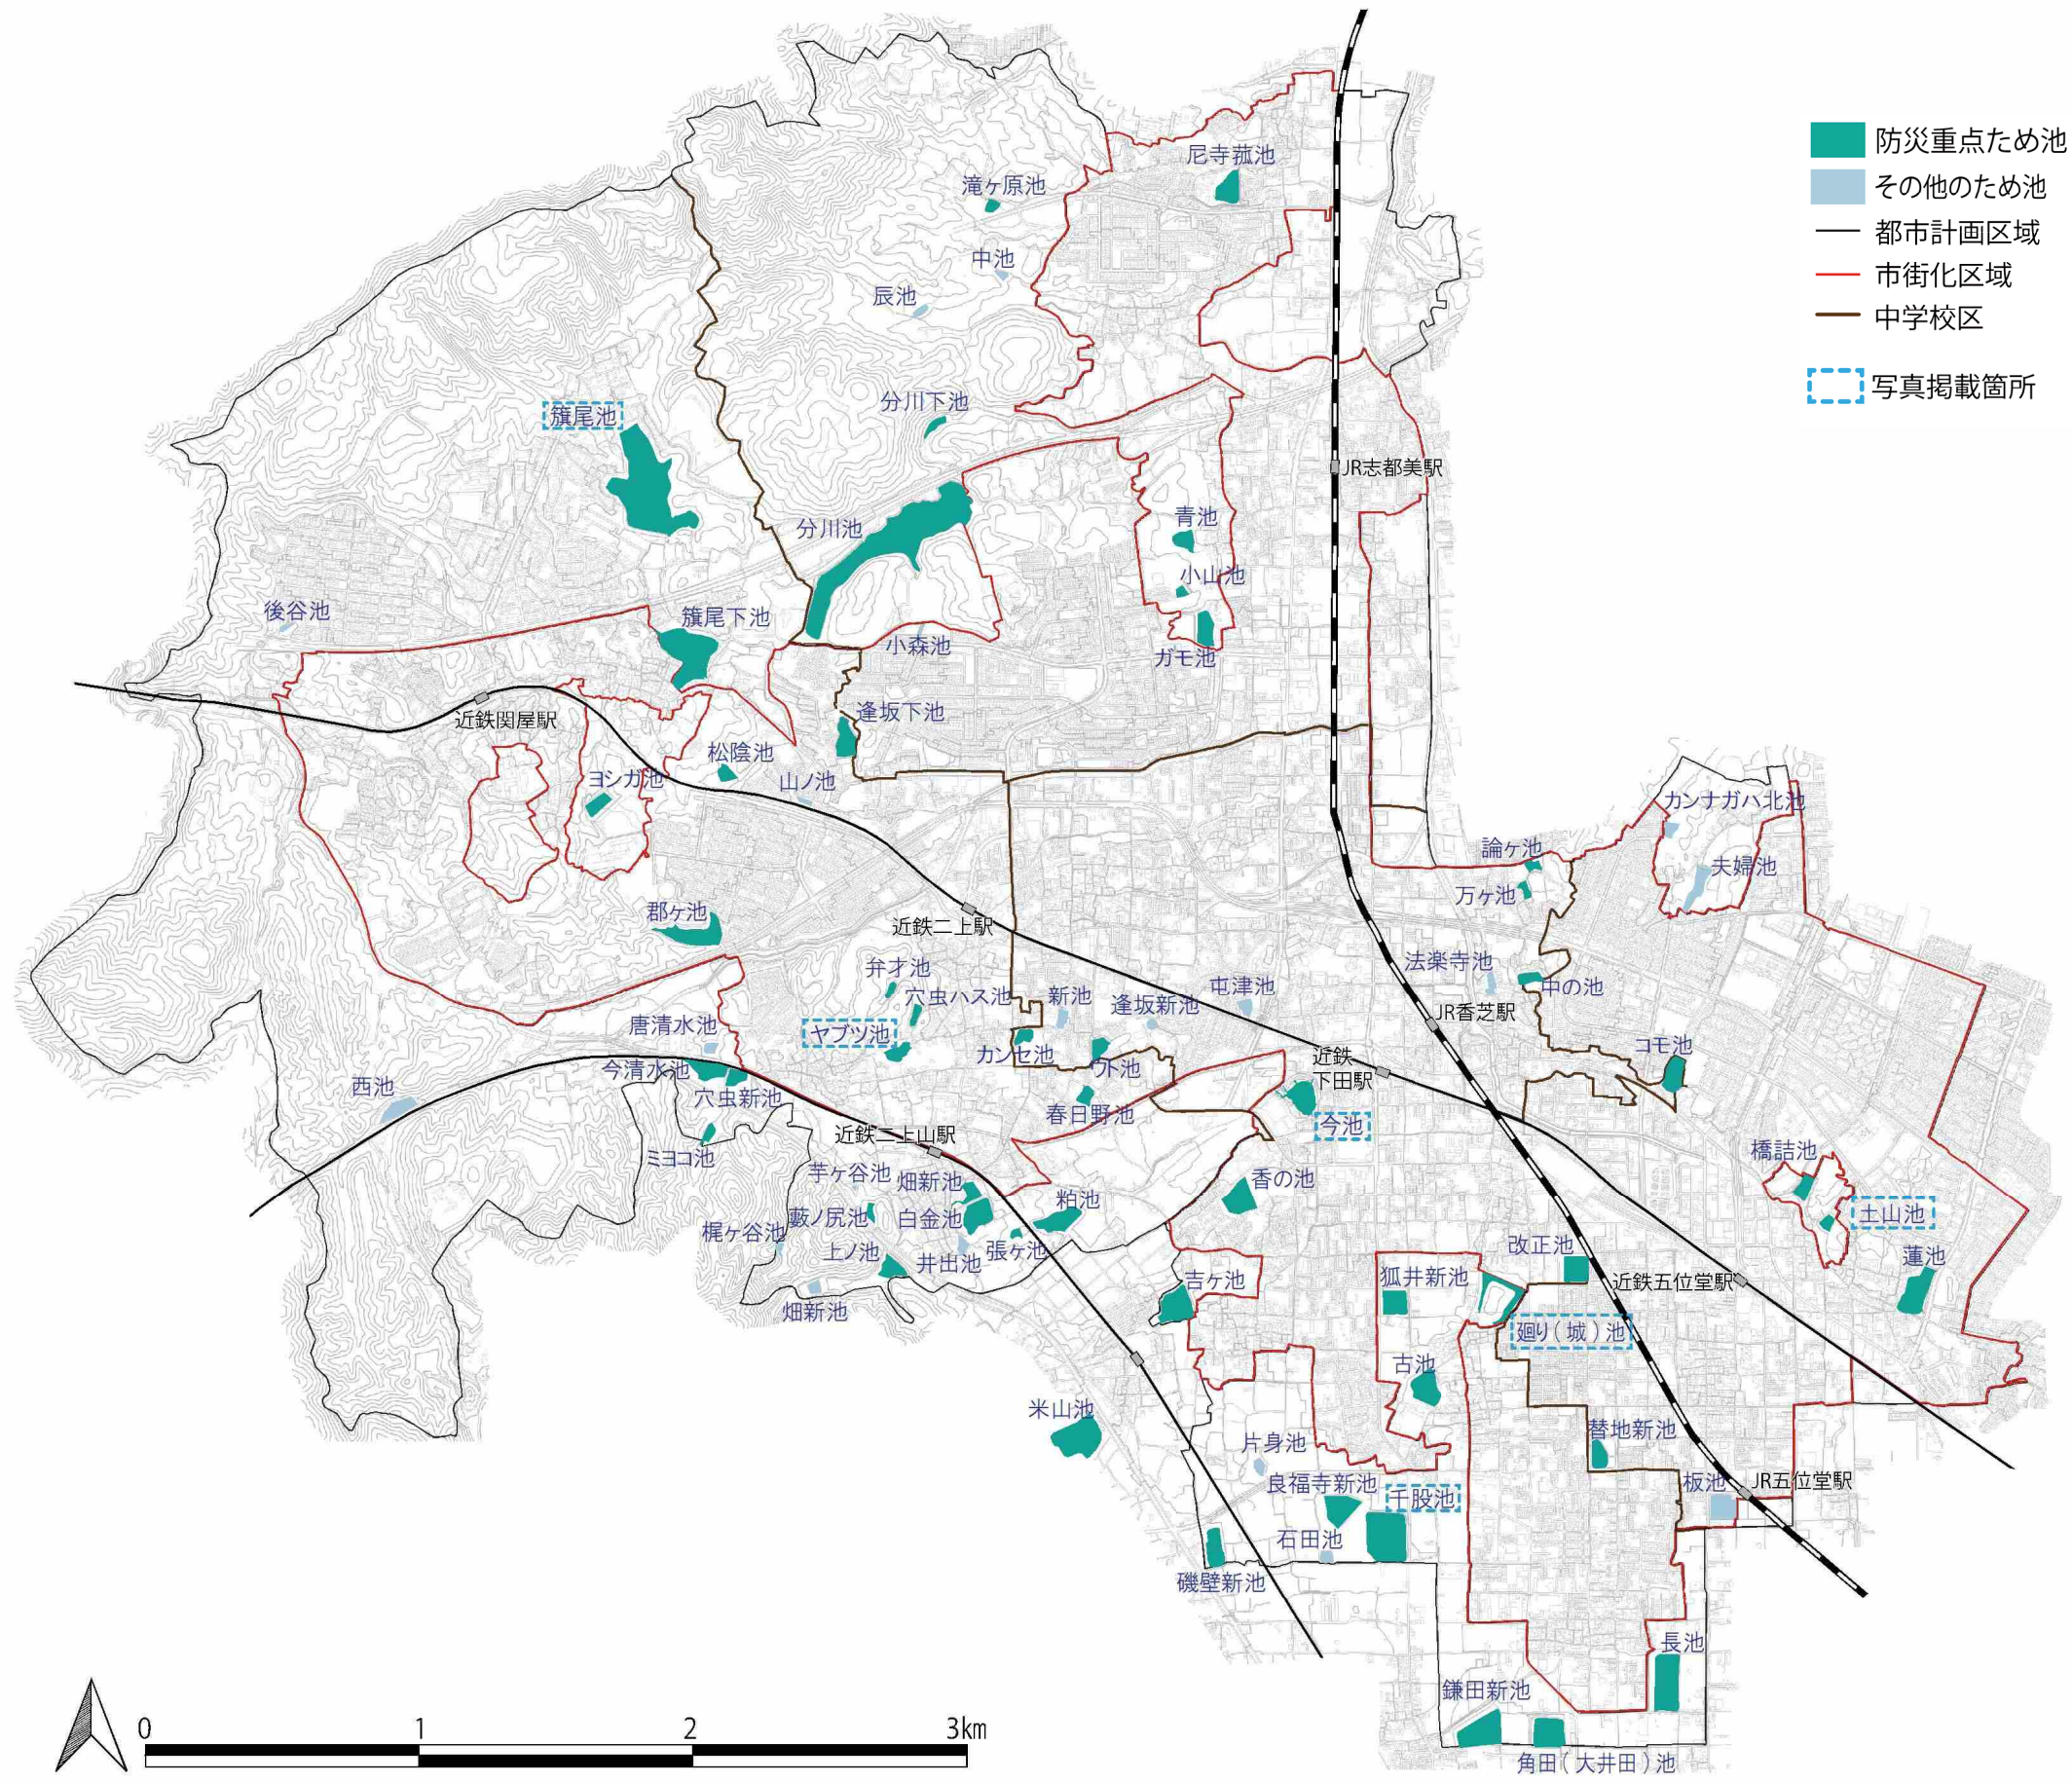 防災重点ため池
その他のため池
都市計画区域
市街化区域
中学校区
写真掲載箇所
尼寺菰池
滝ヶ原池
中池
辰池
分川下池
籏尾池
JR志都美駅
青池
分川池
小山池
後谷池
籏尾下池
小森池
ガモ池
近鉄関屋駅
逢坂下池
松陰池
ヨシガ池
山ノ池
カンナガハ北池
論ヶ池
夫婦池
万ヶ池
郡ヶ池
近鉄二上駅
弁才池
法楽寺池
中の池
穴虫ハス池
新池
逢坂新池
屯津池
JR香芝駅
唐清水池
ヤブツ池
カンセ池
ウト池
コモ池
今清水池
近鉄
下田駅
西池
穴虫新池
春日野池
今池
近鉄二上山駅
ミヨコ池
橋詰池
芋ヶ谷池
畑新池
香の池
粕池
土山池
藪ノ尻池
白金池
梶ヶ谷池
上ノ池
井出池
張ヶ池
改正池
蓮池
吉ヶ池
狐井新池
近鉄五位堂駅
畑新池
廻り(城)池
古池
米山池
替地新池
片身池
良福寺新池
千股池
板池
JR五位堂駅
石田池
磯壁新池
長池
鎌田新池
角田(大井田)池
0
1
2
3km